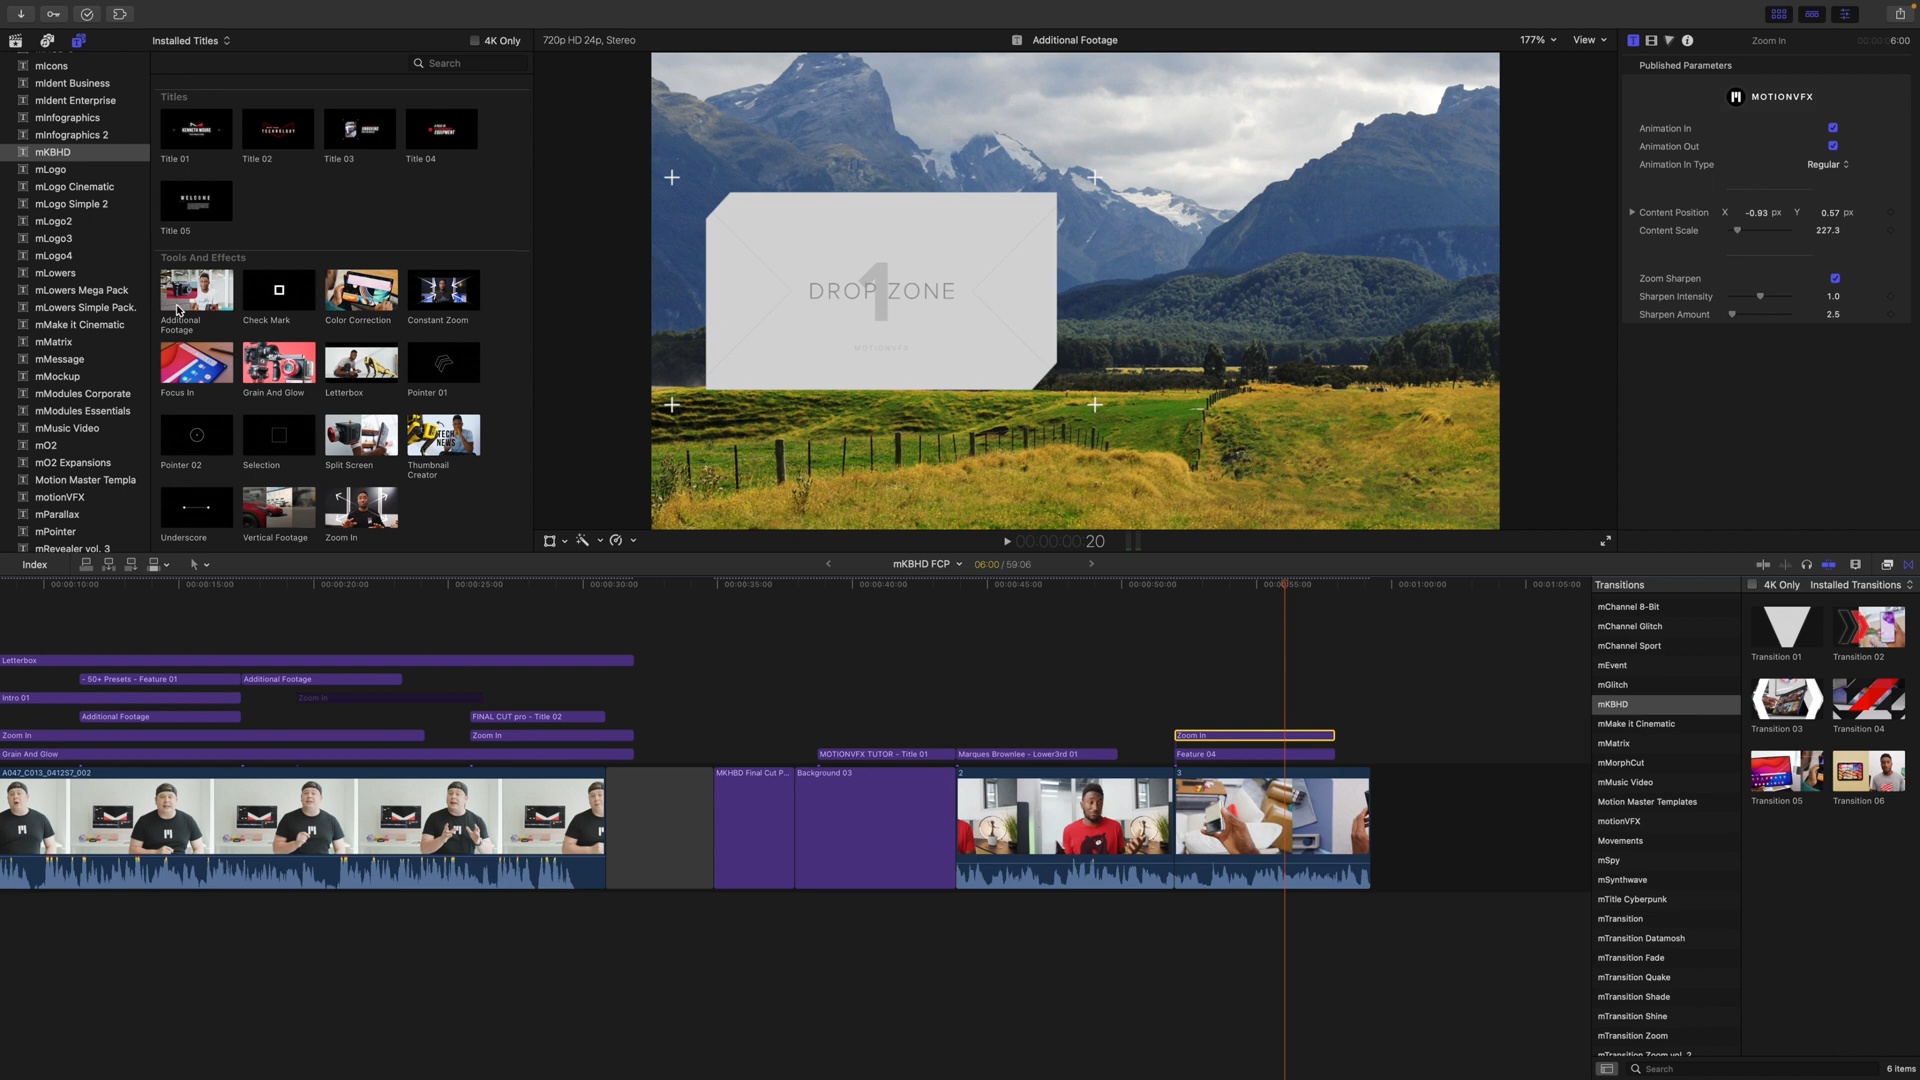 Installed Titles
4K Only
720p HD 24p, Stereo
Additional Footage
177%
View
Zoom In
00:00:06:00
Search
Published Parameters
mIcons
mIdent Business
mIdent Enterprise
mInfographics
mInfographics 2
mKBHD
mLogo
mLogo Cinematic
mLogo Simple 2
mLogo2
mLogo3
mLogo4
mLowers
mLowers Mega Pack
mLowers Simple Pack.
mMake it Cinematic
mMatrix
mMessage
mMockup
mModules Corporate
mModules Essentials
mMusic Video
mO2
mO2 Expansions
Motion Master Templa
motionVFX
mParallax
mPointer
mRevealer vol. 3
Titles
KENNETH MOORE
TECHNOLOGY
EQUIPMENT
Title 01
Title 02
Title 03
Title 04
WELCOME
Title 05
Tools And Effects
Additional
Footage
Check Mark
Color Correction
Constant Zoom
Focus In
Grain And Glow
Letterbox
Pointer 01
TECH
NEWS
Pointer 02
Selection
Split Screen
Thumbnail
Creator
Underscore
Vertical Footage
Zoom In
DROP ZONE
1
MOTIONVFX
00:00:00:20
MOTIONVFX
Animation In
Animation Out
Animation In Type
Regular
Content Position
X
-0.93 px
Y
0.57 px
Content Scale
227.3
Zoom Sharpen
Sharpen Intensity
1.0
Sharpen Amount
2.5
Index
mKBHD FCP
06:00 / 59:06
00:00:10:00
00:00:15:00
00:00:20:00
00:00:25:00
00:00:30:00
00:00:35:00
00:00:40:00
00:00:45:00
00:00:50:00
00:00:55:00
00:01:00:00
00:01:05:00
Letterbox
- 50+ Presets - Feature 01
Additional Footage
Intro 01
Zoom In
Additional Footage
FINAL CUT pro - Title 02
Zoom In
Zoom In
Zoom In
Grain And Glow
MOTIONVFX TUTOR - Title 01
Marques Brownlee - Lower3rd 01
Feature 04
A047_C013_0412S7_002
MKHBD Final Cut P...
Background 03
2
3
Transitions
4K Only
Installed Transitions
mChannel 8-Bit
mChannel Glitch
mChannel Sport
mEvent
mGlitch
mKBHD
mMake it Cinematic
mMatrix
mMorphCut
mMusic Video
Motion Master Templates
motionVFX
Movements
mSpy
mSynthwave
mTitle Cyberpunk
mTransition
mTransition Datamosh
mTransition Fade
mTransition Quake
mTransition Shade
mTransition Shine
mTransition Zoom
mTransition Zoom vol. 2
Transition 01
Transition 02
Transition 03
Transition 04
Transition 05
Transition 06
Search
6 items